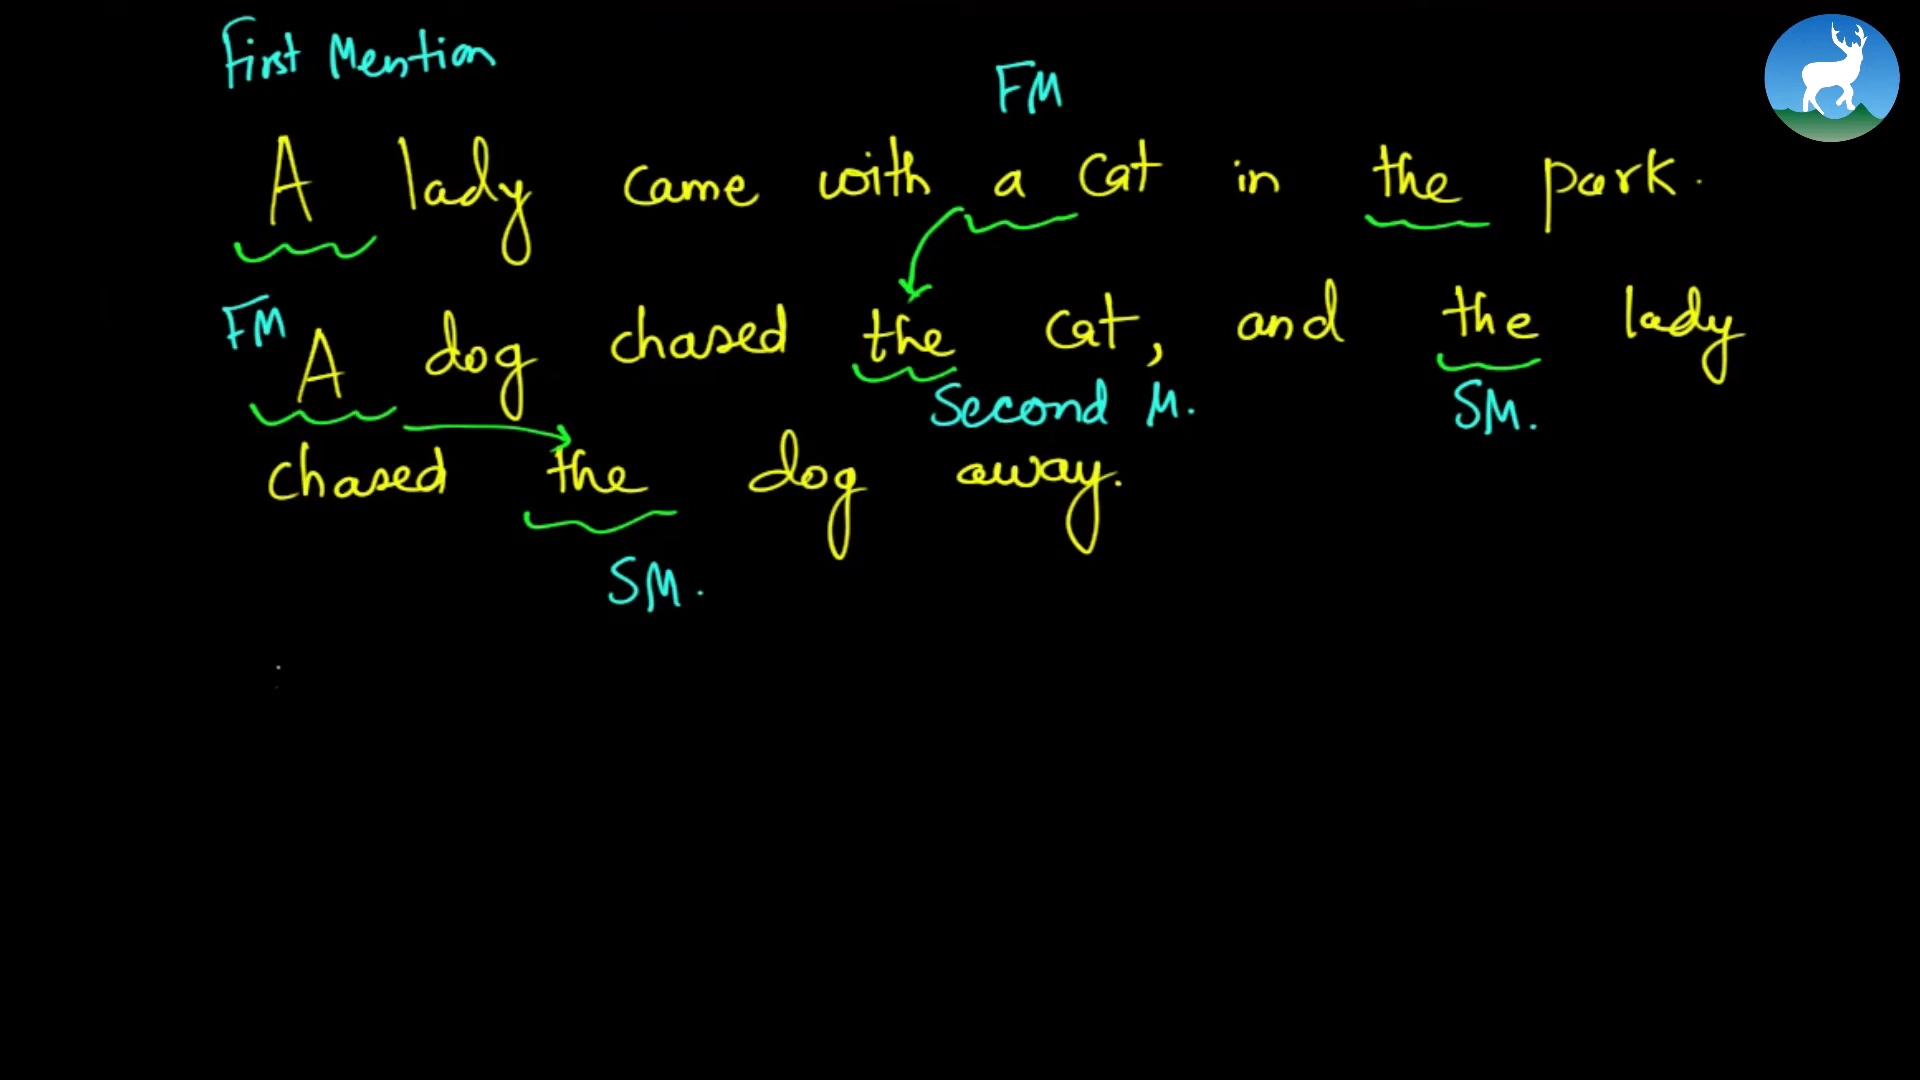 First Mention
FM
A lady came with a cat in the park.
FM
A dog chased the cat, and the lady
Second M. SM.
chased the dog away.
SM.